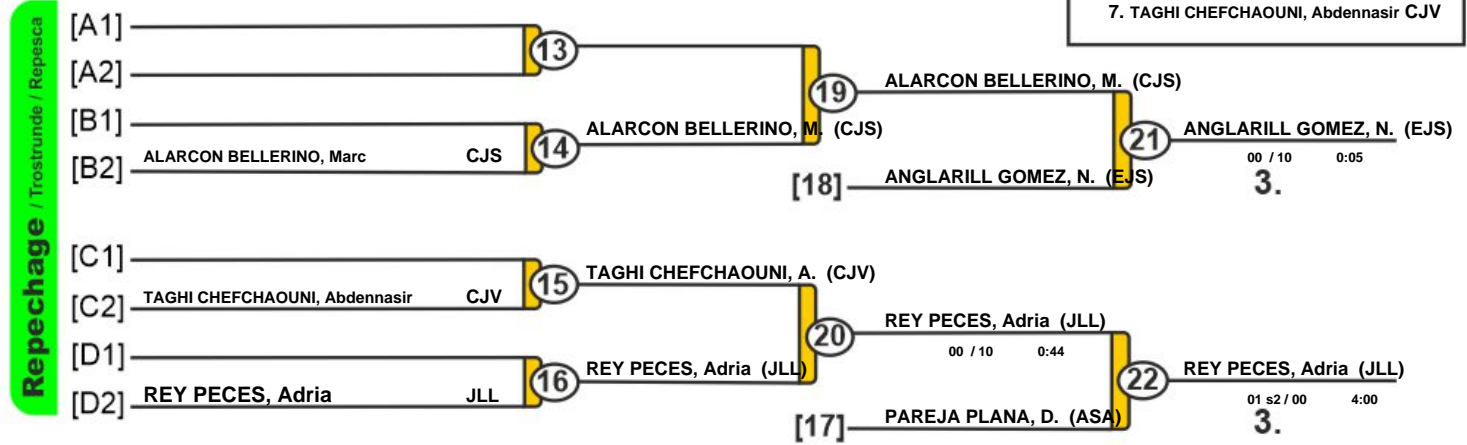 7. TAGHI CHEFCHAOUNI, Abdennasir CJV
Repechage / Trostrunde / Repesca
[A1]
13
[A2]
19
ALARCON BELLERINO, M. (CJS)
[B1]
14
ALARCON BELLERINO, M. (CJS)
21
ANGLARILL GOMEZ, N. (EJS)
00 / 10 0:05
3.
[B2] ALARCON BELLERINO, Marc CJS
[18] ANGLARILL GOMEZ, N. (EJS)
[C1]
15
TAGHI CHEFCHAOUNI, A. (CJV)
[C2] TAGHI CHEFCHAOUNI, Abdennasir CJV
20
REY PECES, Adria (JLL)
00 / 10 0:44
[D1]
16
REY PECES, Adria (JLL)
22
REY PECES, Adria (JLL)
01 s2 / 00 4:00
3.
[D2] REY PECES, Adria JLL
[17] PAREJA PLANA, D. (ASA)